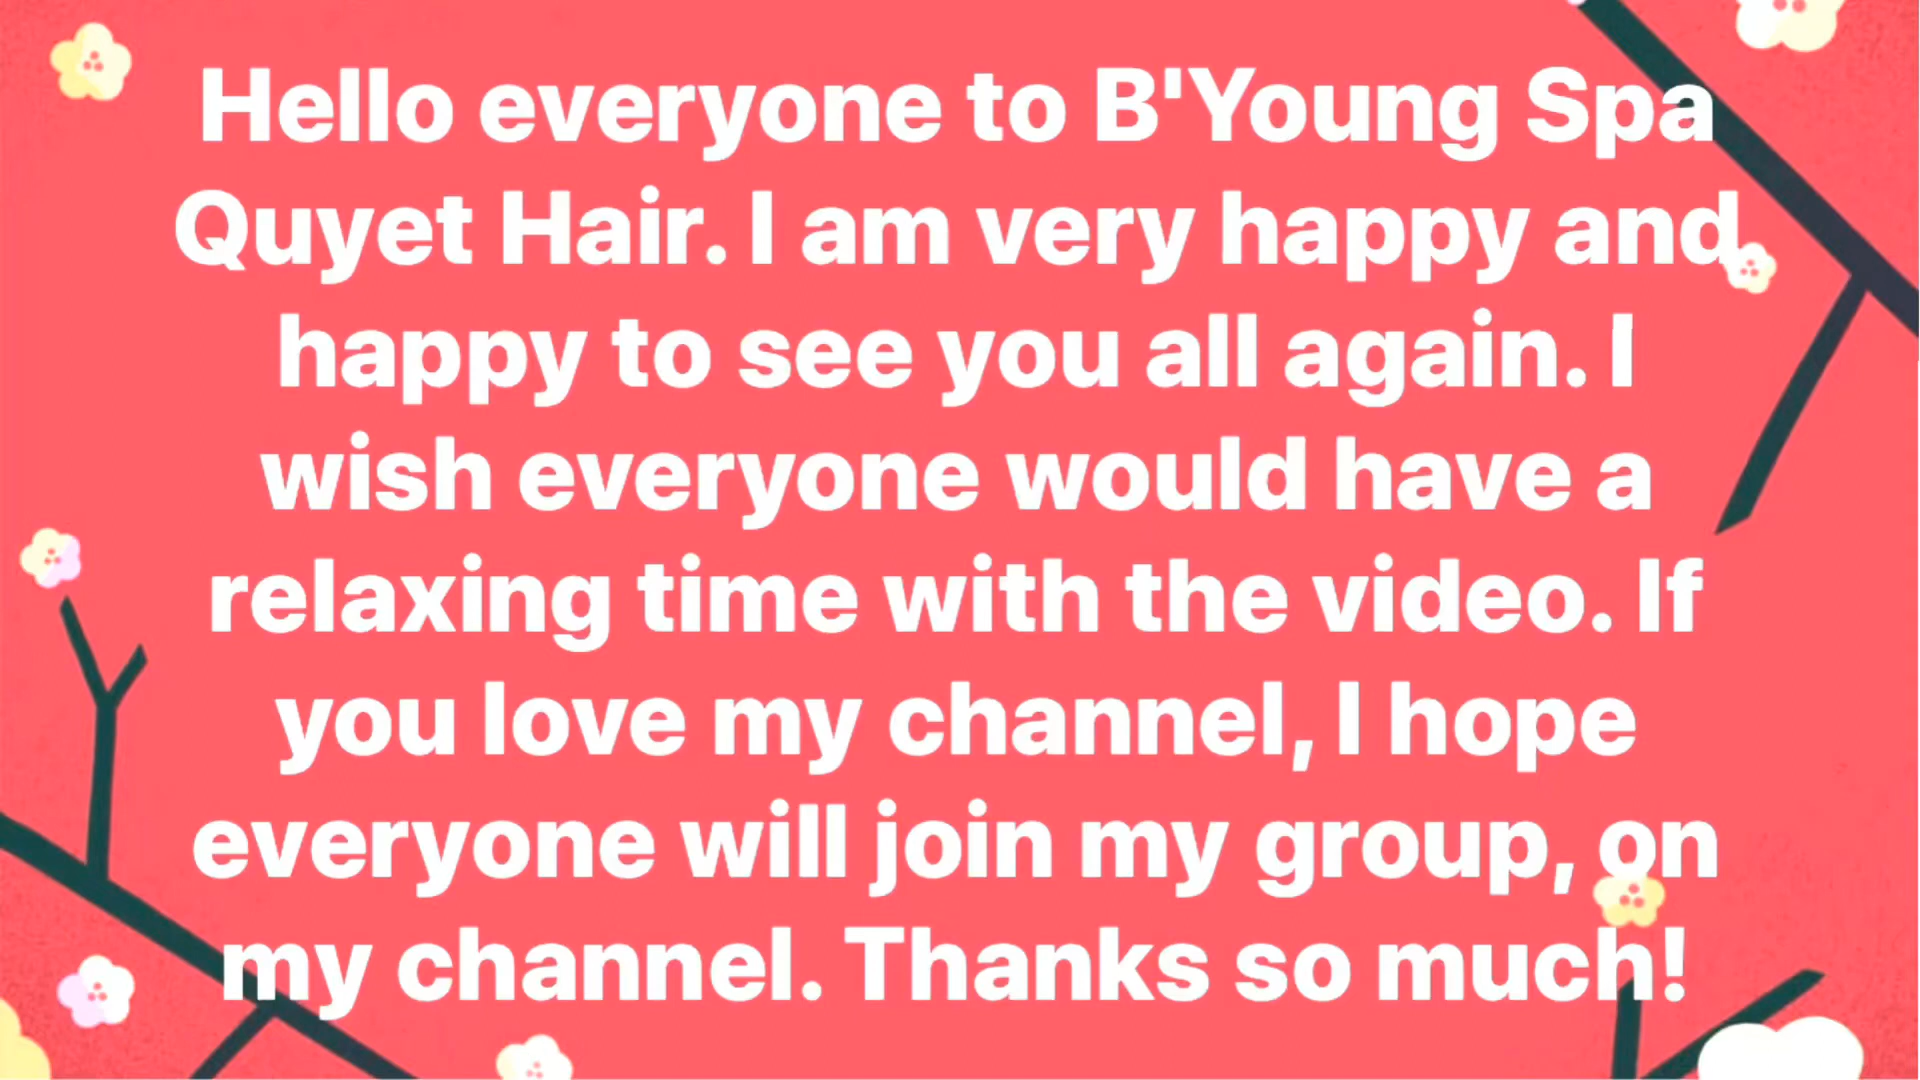 Hello everyone to B'Young Spa
Quyet Hair. I am very happy and
happy to see you all again. I
wish everyone would have a
relaxing time with the video. If
you love my channel, I hope
everyone will join my group, on
my channel. Thanks so much!